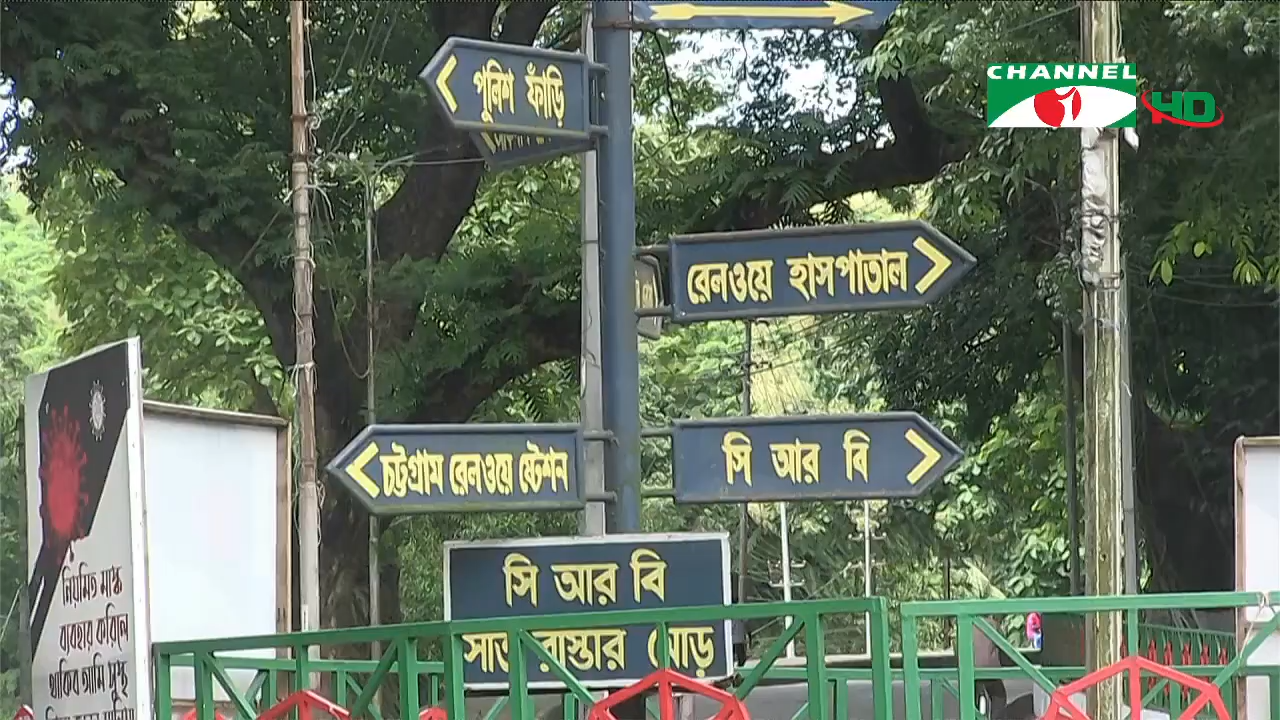 CHANNEL
i HD
পুলিশ ফাঁড়ি
রেলওয়ে হাসপাতাল
চট্টগ্রাম রেলওয়ে ষ্টেশন
সি আর বি
সি আর বি
সাত রাস্তার মোড়
নিয়মিত মাস্ক
ব্যবহার করিলে
থাকিব আমি সুস্থ